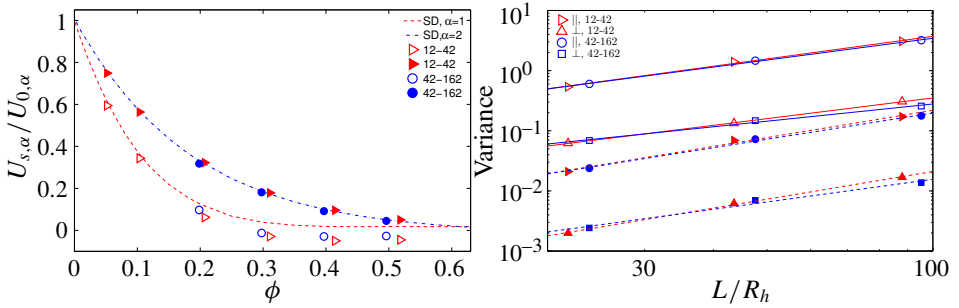 SD, α=1
SD,α=2
12−42
12−42
42−162
42−162
1
0.8
0.6
0.4
0.2
0
U_{s,α}/U_{0,α}
0 0.1 0.2 0.3 0.4 0.5 0.6
ϕ
||, 12-42
⊥, 12-42
||, 42-162
⊥, 42-162
10^1
10^0
10^{−1}
10^{−2}
10^{−3}
Variance
30 100
L/R_h